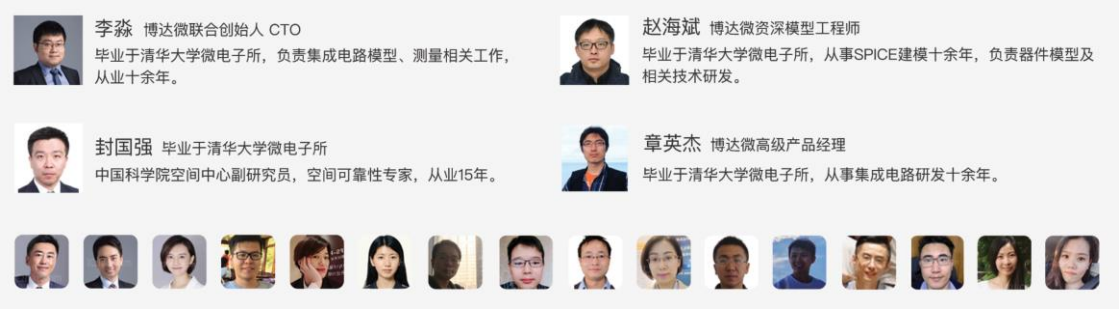 李淼 博达微联合创始人 CTO
毕业于清华大学微电子所，负责集成电路模型、测量相关工作，
从业十余年。
赵海斌 博达微资深模型工程师
毕业于清华大学微电子所，从事SPICE建模十余年，负责器件模型及
相关技术研发。
封国强 毕业于清华大学微电子所
中国科学院空间中心副研究员，空间可靠性专家，从业15年。
章英杰 博达微高级产品经理
毕业于清华大学微电子所，从事集成电路研发十余年。